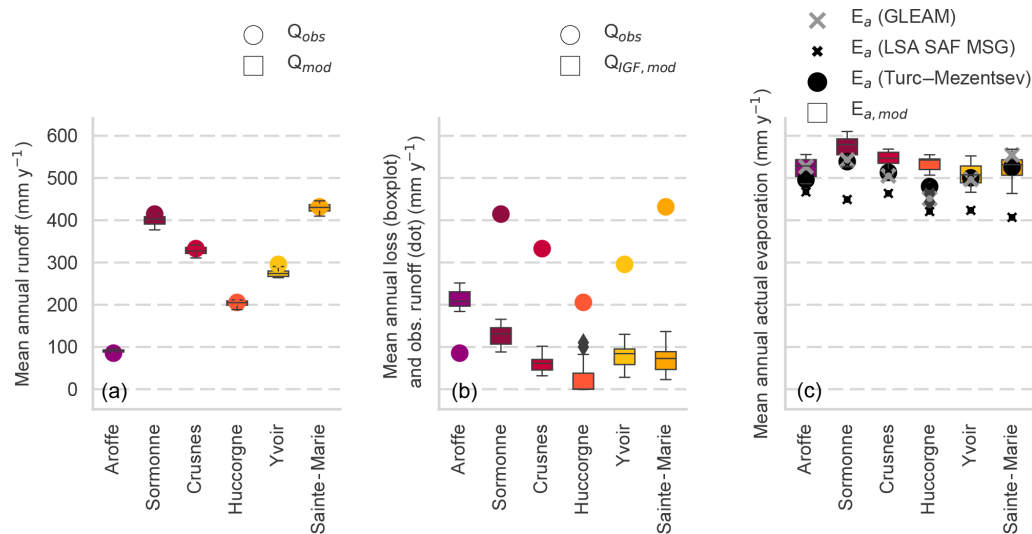 Q_obs
Q_mod
Mean annual runoff (mm y⁻¹)
600
500
400
300
200
100
0
(a)
Aroffe
Sormonne
Crusnes
Huccorgne
Yvoir
Sainte-Marie
Q_obs
Q_IGF, mod
Mean annual loss (boxplot)
and obs. runoff (dot) (mm y⁻¹)
(b)
Aroffe
Sormonne
Crusnes
Huccorgne
Yvoir
Sainte-Marie
E_a (GLEAM)
E_a (LSA SAF MSG)
E_a (Turc–Mezentsev)
E_a, mod
Mean annual actual evaporation (mm y⁻¹)
(c)
Aroffe
Sormonne
Crusnes
Huccorgne
Yvoir
Sainte-Marie